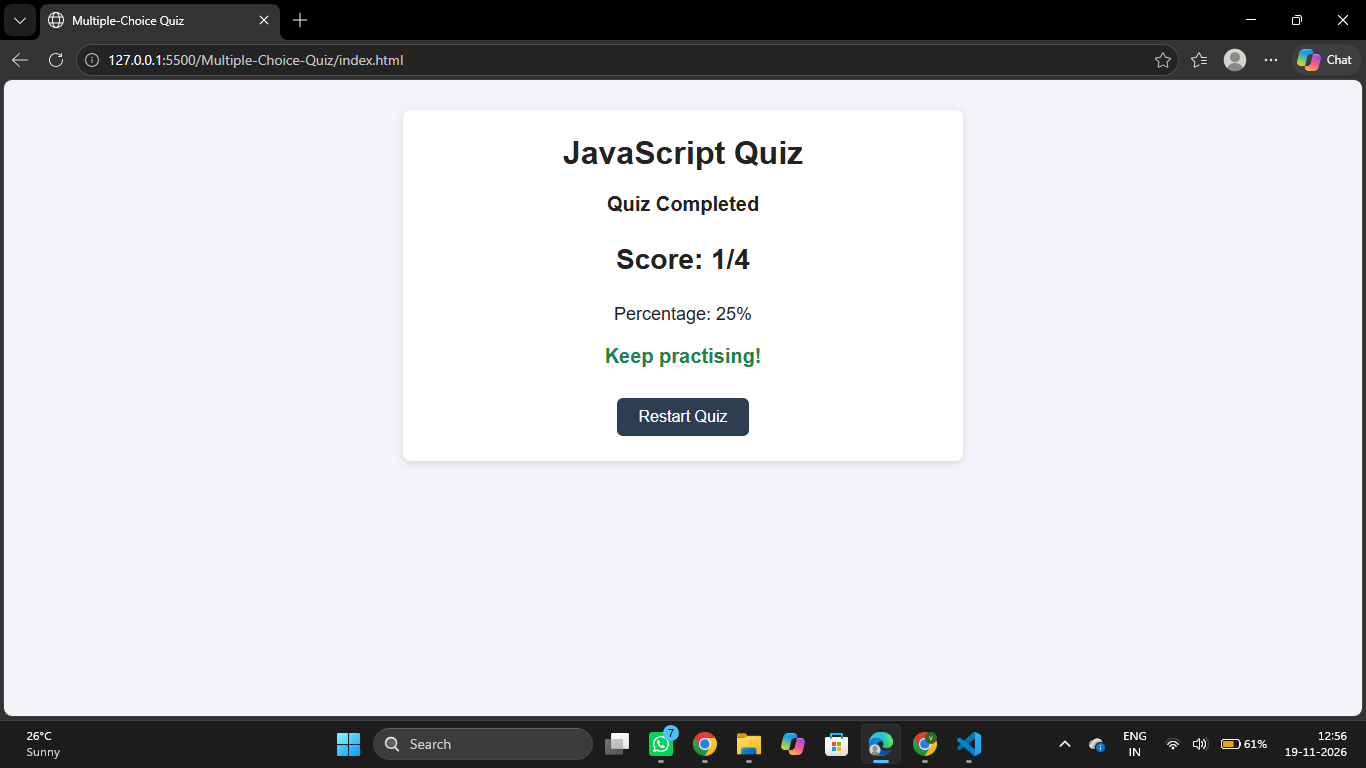 Multiple-Choice Quiz
127.0.0.1:5500/Multiple-Choice-Quiz/index.html
Chat
JavaScript Quiz
Quiz Completed
Score: 1/4
Percentage: 25%
Keep practising!
Restart Quiz
26°C
Sunny
Search
7
V
ENG
IN
61%
12:56
19-11-2026